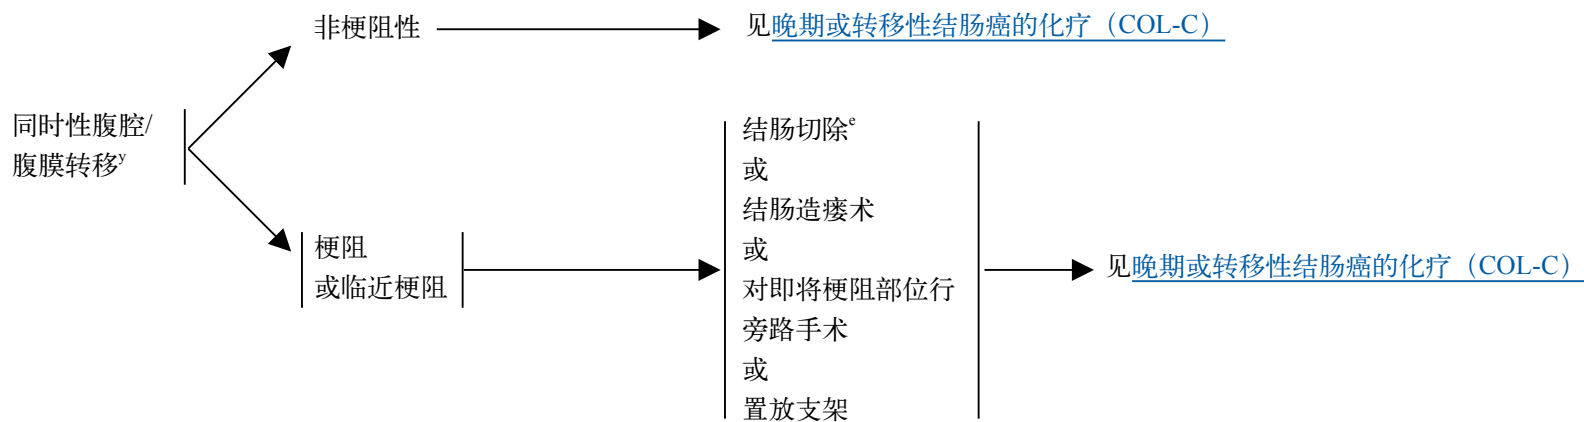 非梗阻性
见晚期或转移性结肠癌的化疗（COL-C）
同时性腹腔/
腹膜转移y
梗阻
或临近梗阻
结肠切除e
或
结肠造瘘术
或
对即将梗阻部位行
旁路手术
或
置放支架
见晚期或转移性结肠癌的化疗（COL-C）